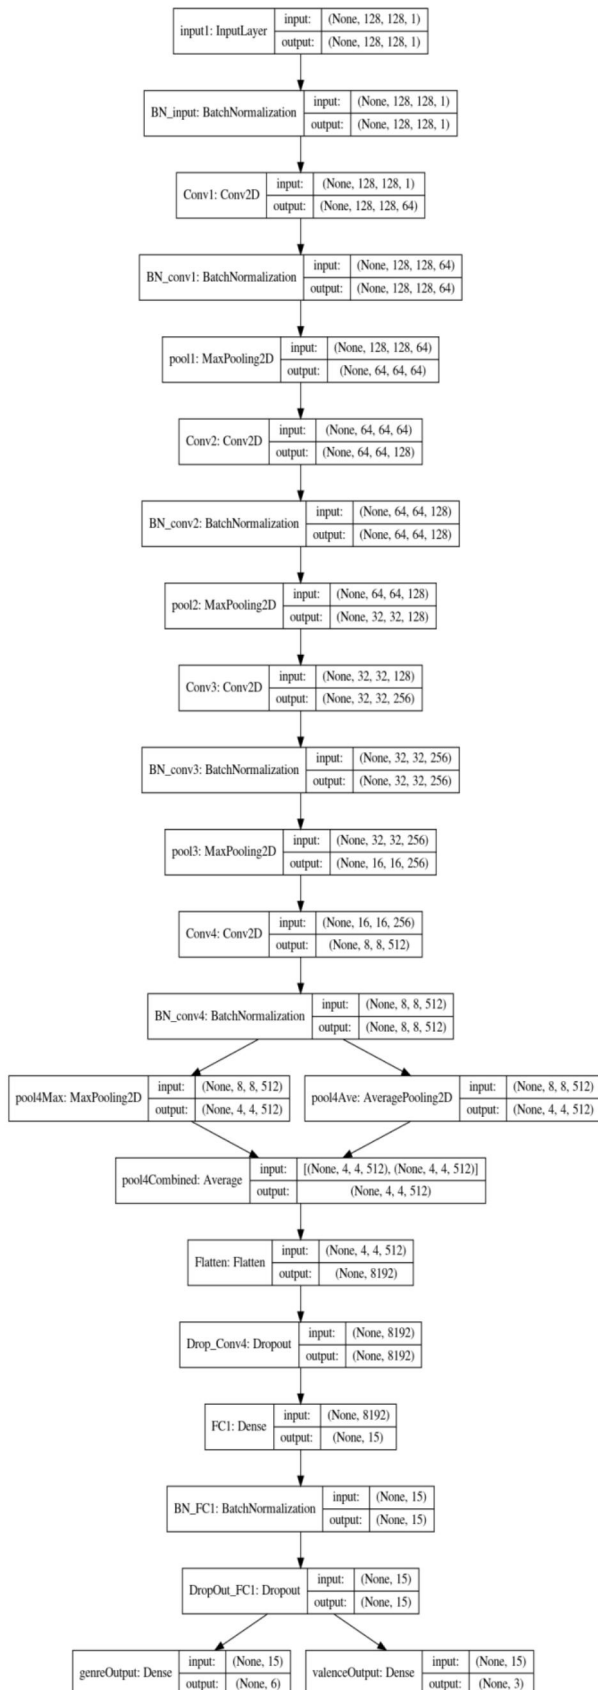 input1: InputLayer
input: (None, 128, 128, 1)
output: (None, 128, 128, 1)
BN_input: BatchNormalization
input: (None, 128, 128, 1)
output: (None, 128, 128, 1)
Conv1: Conv2D
input: (None, 128, 128, 1)
output: (None, 128, 128, 64)
BN_conv1: BatchNormalization
input: (None, 128, 128, 64)
output: (None, 128, 128, 64)
pool1: MaxPooling2D
input: (None, 128, 128, 64)
output: (None, 64, 64, 64)
Conv2: Conv2D
input: (None, 64, 64, 64)
output: (None, 64, 64, 128)
BN_conv2: BatchNormalization
input: (None, 64, 64, 128)
output: (None, 64, 64, 128)
pool2: MaxPooling2D
input: (None, 64, 64, 128)
output: (None, 32, 32, 128)
Conv3: Conv2D
input: (None, 32, 32, 128)
output: (None, 32, 32, 256)
BN_conv3: BatchNormalization
input: (None, 32, 32, 256)
output: (None, 32, 32, 256)
pool3: MaxPooling2D
input: (None, 32, 32, 256)
output: (None, 16, 16, 256)
Conv4: Conv2D
input: (None, 16, 16, 256)
output: (None, 8, 8, 512)
BN_conv4: BatchNormalization
input: (None, 8, 8, 512)
output: (None, 8, 8, 512)
pool4Max: MaxPooling2D
input: (None, 8, 8, 512)
output: (None, 4, 4, 512)
pool4Ave: AveragePooling2D
input: (None, 8, 8, 512)
output: (None, 4, 4, 512)
pool4Combined: Average
input: [(None, 4, 4, 512), (None, 4, 4, 512)]
output: (None, 4, 4, 512)
Flatten: Flatten
input: (None, 4, 4, 512)
output: (None, 8192)
Drop_Conv4: Dropout
input: (None, 8192)
output: (None, 8192)
FC1: Dense
input: (None, 8192)
output: (None, 15)
BN_FC1: BatchNormalization
input: (None, 15)
output: (None, 15)
DropOut_FC1: Dropout
input: (None, 15)
output: (None, 15)
genreOutput: Dense
input: (None, 15)
output: (None, 6)
valenceOutput: Dense
input: (None, 15)
output: (None, 3)